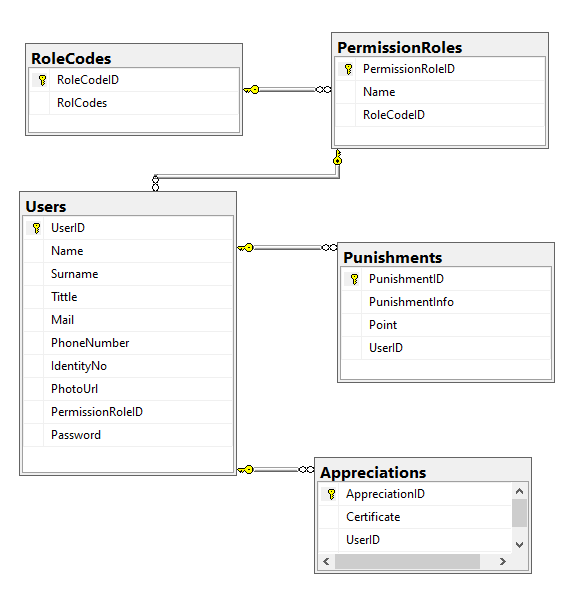 RoleCodes
RoleCodeID
RolCodes
PermissionRoles
PermissionRoleID
Name
RoleCodeID
Users
UserID
Name
Surname
Tittle
Mail
PhoneNumber
IdentityNo
PhotoUrl
PermissionRoleID
Password
Punishments
PunishmentID
PunishmentInfo
Point
UserID
Appreciations
AppreciationID
Certificate
UserID